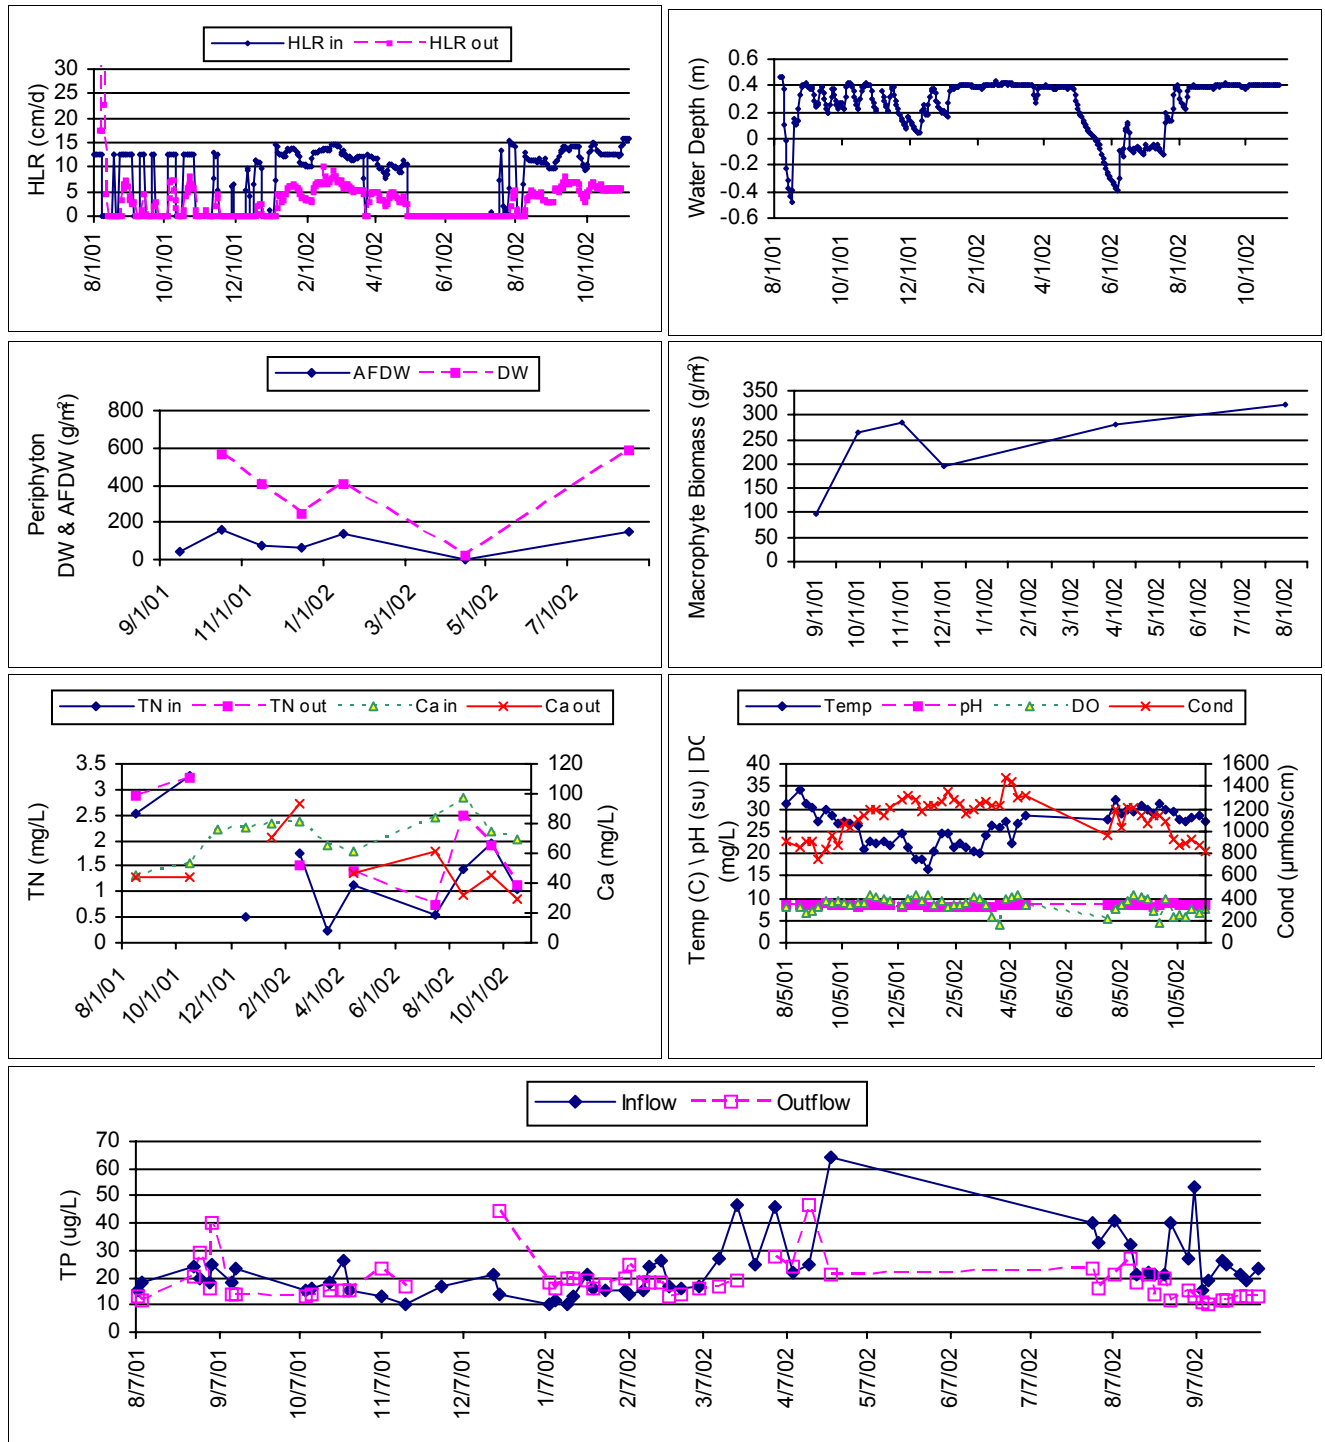 HLR in HLR out
HLR (cm/d)
30
25
20
15
10
5
0
8/1/01 10/1/01 12/1/01 2/1/02 4/1/02 6/1/02 8/1/02 10/1/02
Water Depth (m)
0.6
0.4
0.2
0
-0.2
-0.4
-0.6
8/1/01 10/1/01 12/1/01 2/1/02 4/1/02 6/1/02 8/1/02 10/1/02
AFDW DW
Periphyton
DW & AFDW (g/m²)
800
600
400
200
0
9/1/01 11/1/01 1/1/02 3/1/02 5/1/02 7/1/02
Macrophyte Biomass (g/m²)
350
300
250
200
150
100
50
0
9/1/01 10/1/01 11/1/01 12/1/01 1/1/02 2/1/02 3/1/02 4/1/02 5/1/02 6/1/02 7/1/02 8/1/02
TN in TN out Ca in Ca out
TN (mg/L)
3.5
3
2.5
2
1.5
1
0.5
0
120
100
80
60
40
20
0
Ca (mg/L)
8/1/01 10/1/01 12/1/01 2/1/02 4/1/02 6/1/02 8/1/02 10/1/02
Temp pH DO Cond
Temp (C) \ pH (su) | DO
(mg/L)
40
35
30
25
20
15
10
5
0
1600
1400
1200
1000
800
600
400
200
0
Cond (µmhos/cm)
8/5/01 10/5/01 12/5/01 2/5/02 4/5/02 6/5/02 8/5/02 10/5/02
Inflow Outflow
TP (ug/L)
70
60
50
40
30
20
10
0
8/7/01 9/7/01 10/7/01 11/7/01 12/7/01 1/7/02 2/7/02 3/7/02 4/7/02 5/7/02 6/7/02 7/7/02 8/7/02 9/7/02